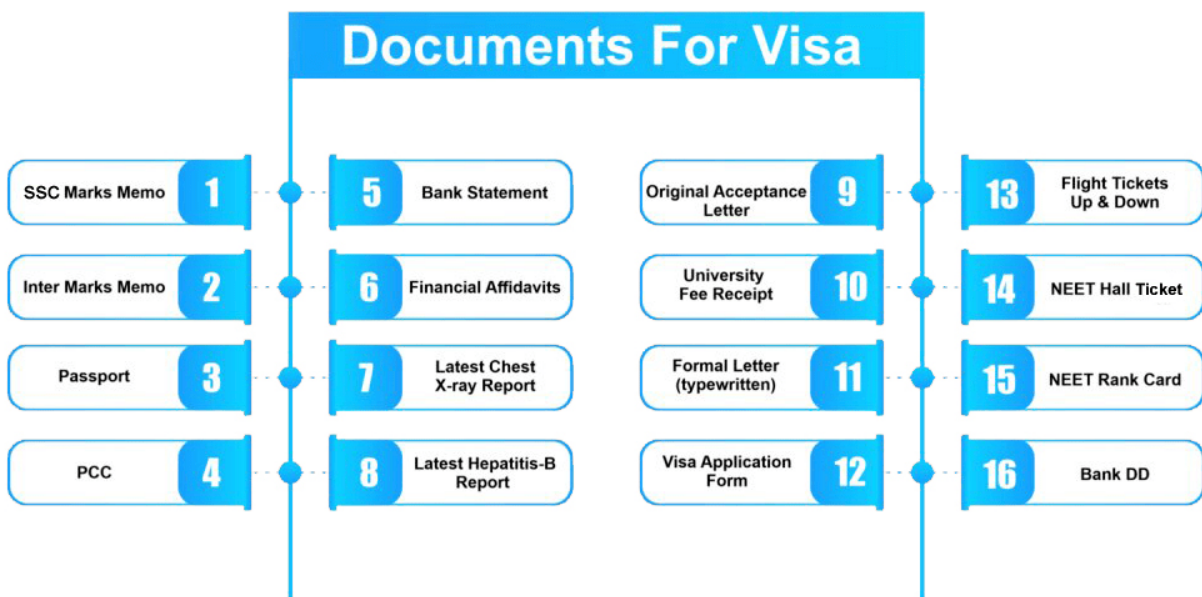 Documents For Visa
SSC Marks Memo
1
Inter Marks Memo
2
Passport
3
PCC
4
5
Bank Statement
6
Financial Affidavits
7
Latest Chest
X-ray Report
8
Latest Hepatitis-B
Report
Original Acceptance
Letter
9
University
Fee Receipt
10
Formal Letter
(typewritten)
11
Visa Application
Form
12
13
Flight Tickets
Up & Down
14
NEET Hall Ticket
15
NEET Rank Card
16
Bank DD